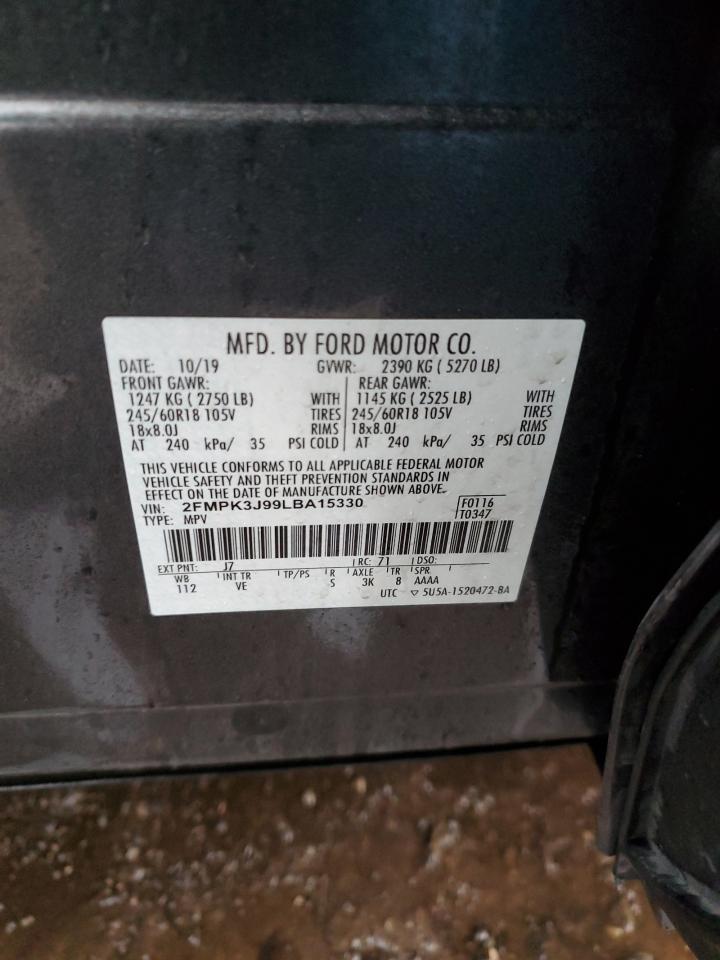 MFD. BY FORD MOTOR CO.
DATE: 10/19 GVWR: 2390 KG ( 5270 LB)
FRONT GAWR: REAR GAWR:
1247 KG ( 2750 LB) WITH 1145 KG ( 2525 LB) WITH
245/60R18 105V TIRES 245/60R18 105V TIRES
18x8.0J RIMS 18x8.0J RIMS
AT 240 kPa/ 35 PSI COLD AT 240 kPa/ 35 PSI COLD
THIS VEHICLE CONFORMS TO ALL APPLICABLE FEDERAL MOTOR
VEHICLE SAFETY AND THEFT PREVENTION STANDARDS IN
EFFECT ON THE DATE OF MANUFACTURE SHOWN ABOVE.
VIN: 2FMPK3J99LBA15330 F0116
TYPE: MPV T0347
EXT PNT: J7 RC: 71 DSO:
WB INT TR TP/PS R AXLE TR SPR
112 VE S 3K 8 AAAA
UTC ▽ 5U5A-1520472-BA